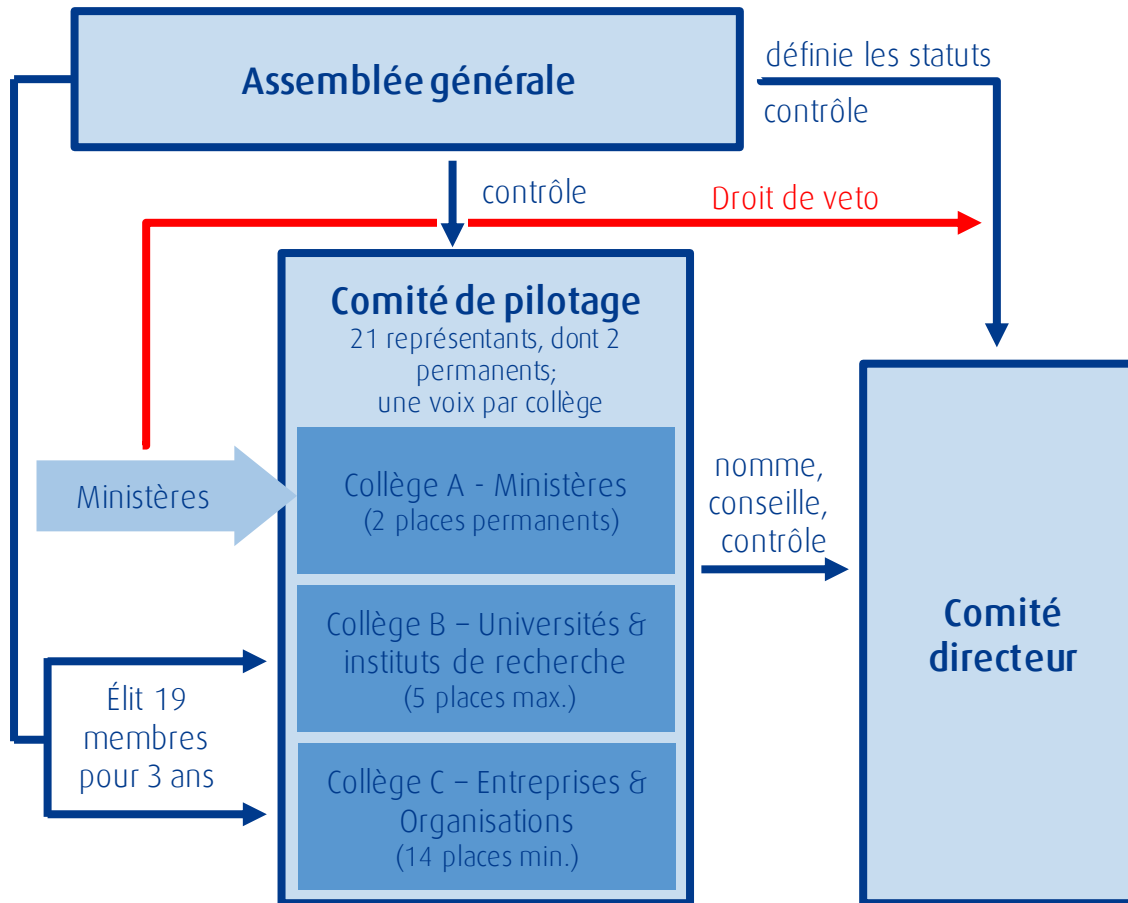 Assemblée générale
définie les statuts
contrôle
contrôle
Droit de veto
Comité de pilotage
21 représentants, dont 2
permanents;
une voix par collège
Ministères
Collège A - Ministères
(2 places permanents)
nomme,
conseille,
contrôle
Collège B – Universités &
instituts de recherche
(5 places max.)
Comité
directeur
Élit 19
membres
pour 3 ans
Collège C – Entreprises &
Organisations
(14 places min.)